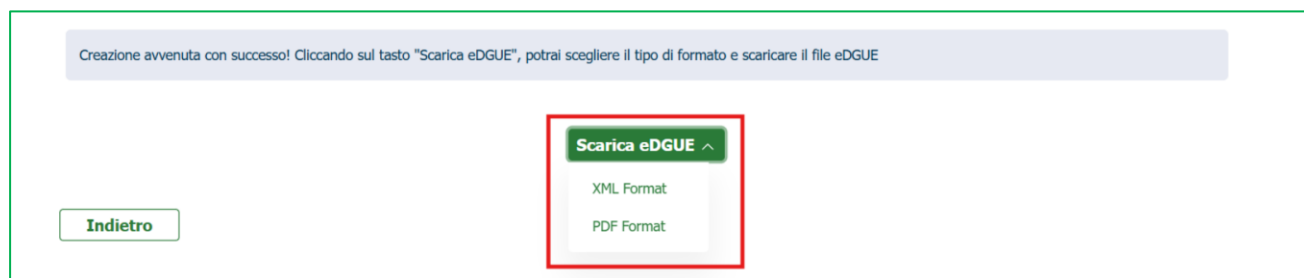 Creazione avvenuta con successo! Cliccando sul tasto "Scarica eDGUE", potrai scegliere il tipo di formato e scaricare il file eDGUE
Scarica eDGUE
XML Format
PDF Format
Indietro